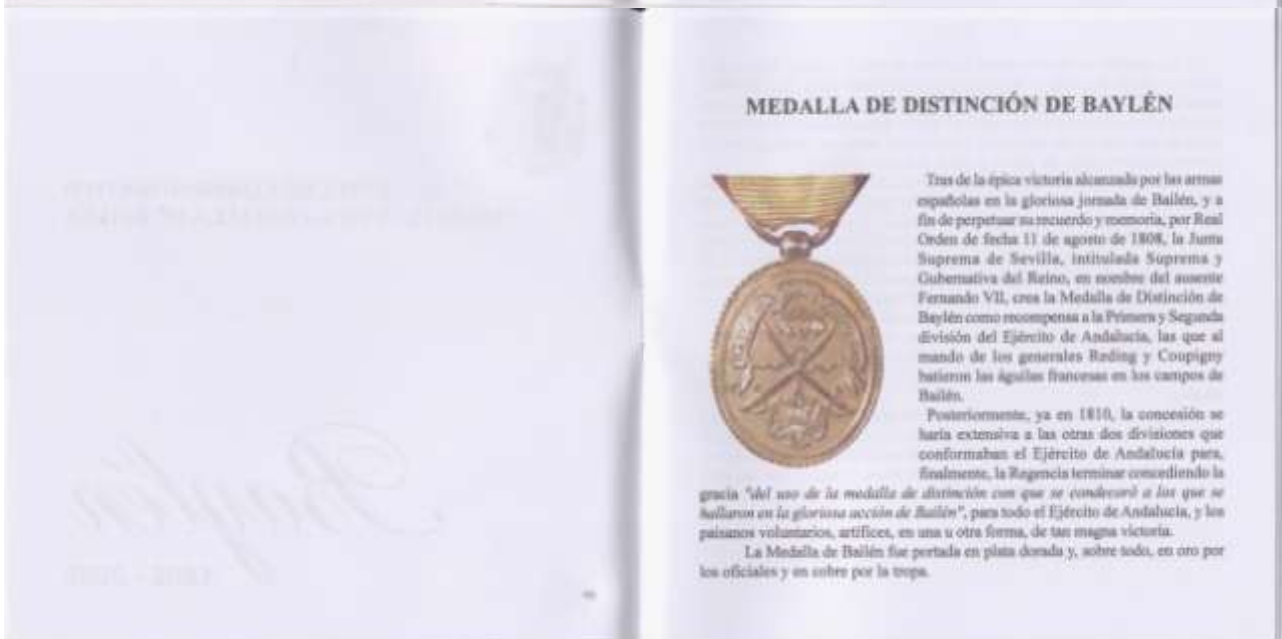 MEDALLA DE DISTINCIÓN DE BAYLÉN
Tras de la épica victoria alcanzada por las armas
españolas en la gloriosa jornada de Bailén, y a
fin de perpetuar su recuerdo y memoria, por Real
Orden de fecha 11 de agosto de 1808, la Junta
Suprema de Sevilla, intitulada Suprema y
Gubernativa del Reino, en nombre del ausente
Fernando VII, crea la Medalla de Distinción de
Baylén como recompensa a la Primera y Segunda
división del Ejército de Andalucía, las que al
mando de los generales Reding y Coupigny
batieron las águilas francesas en los campos de
Bailén.
Posteriormente, ya en 1810, la concesión se
haría extensiva a las otras dos divisiones que
conformaban el Ejército de Andalucía para,
finalmente, la Regencia terminar concediendo la
gracia "del uso de la medalla de distinción con que se condecoró a los que se
hallaron en la gloriosa acción de Bailén", para todo el Ejército de Andalucía, y los
paisanos voluntarios, artífices, en una u otra forma, de tan magna victoria.
La Medalla de Bailén fue portada en plata dorada y, sobre todo, en oro por
los oficiales y en cobre por la tropa.
Baylén